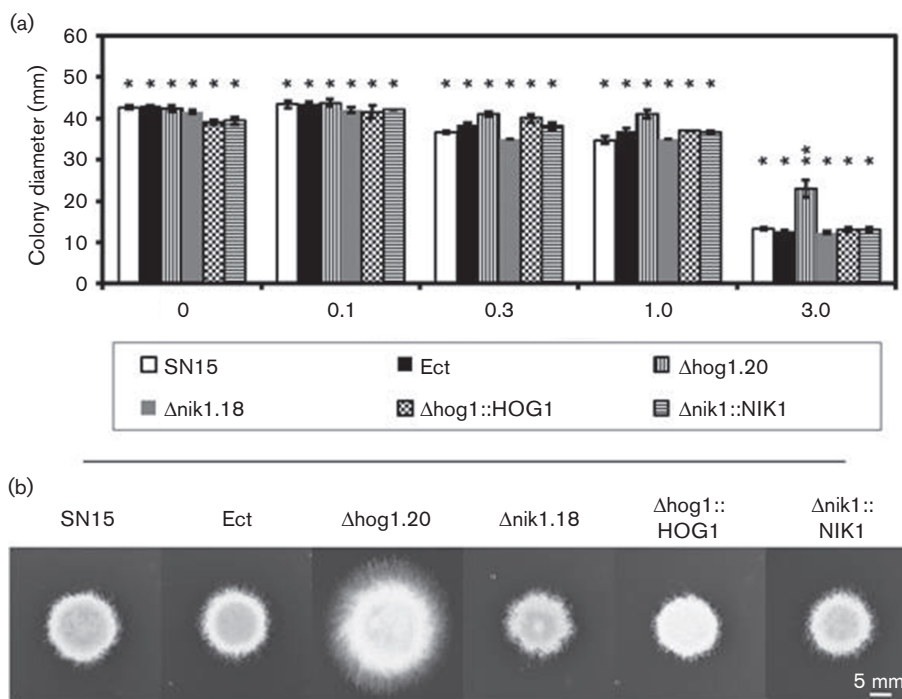 (a)
60
50
40
30
20
10
0
Colony diameter (mm)
* * * * * *
* * * * * *
* * * * * *
* * * * * *
* * ** * * *
0 0.1 0.3 1.0 3.0
SN15 Ect Δhog1.20
Δnik1.18 Δhog1::HOG1 Δnik1::NIK1
(b)
SN15 Ect Δhog1.20 Δnik1.18 Δhog1:: Δnik1::
HOG1 NIK1
5 mm